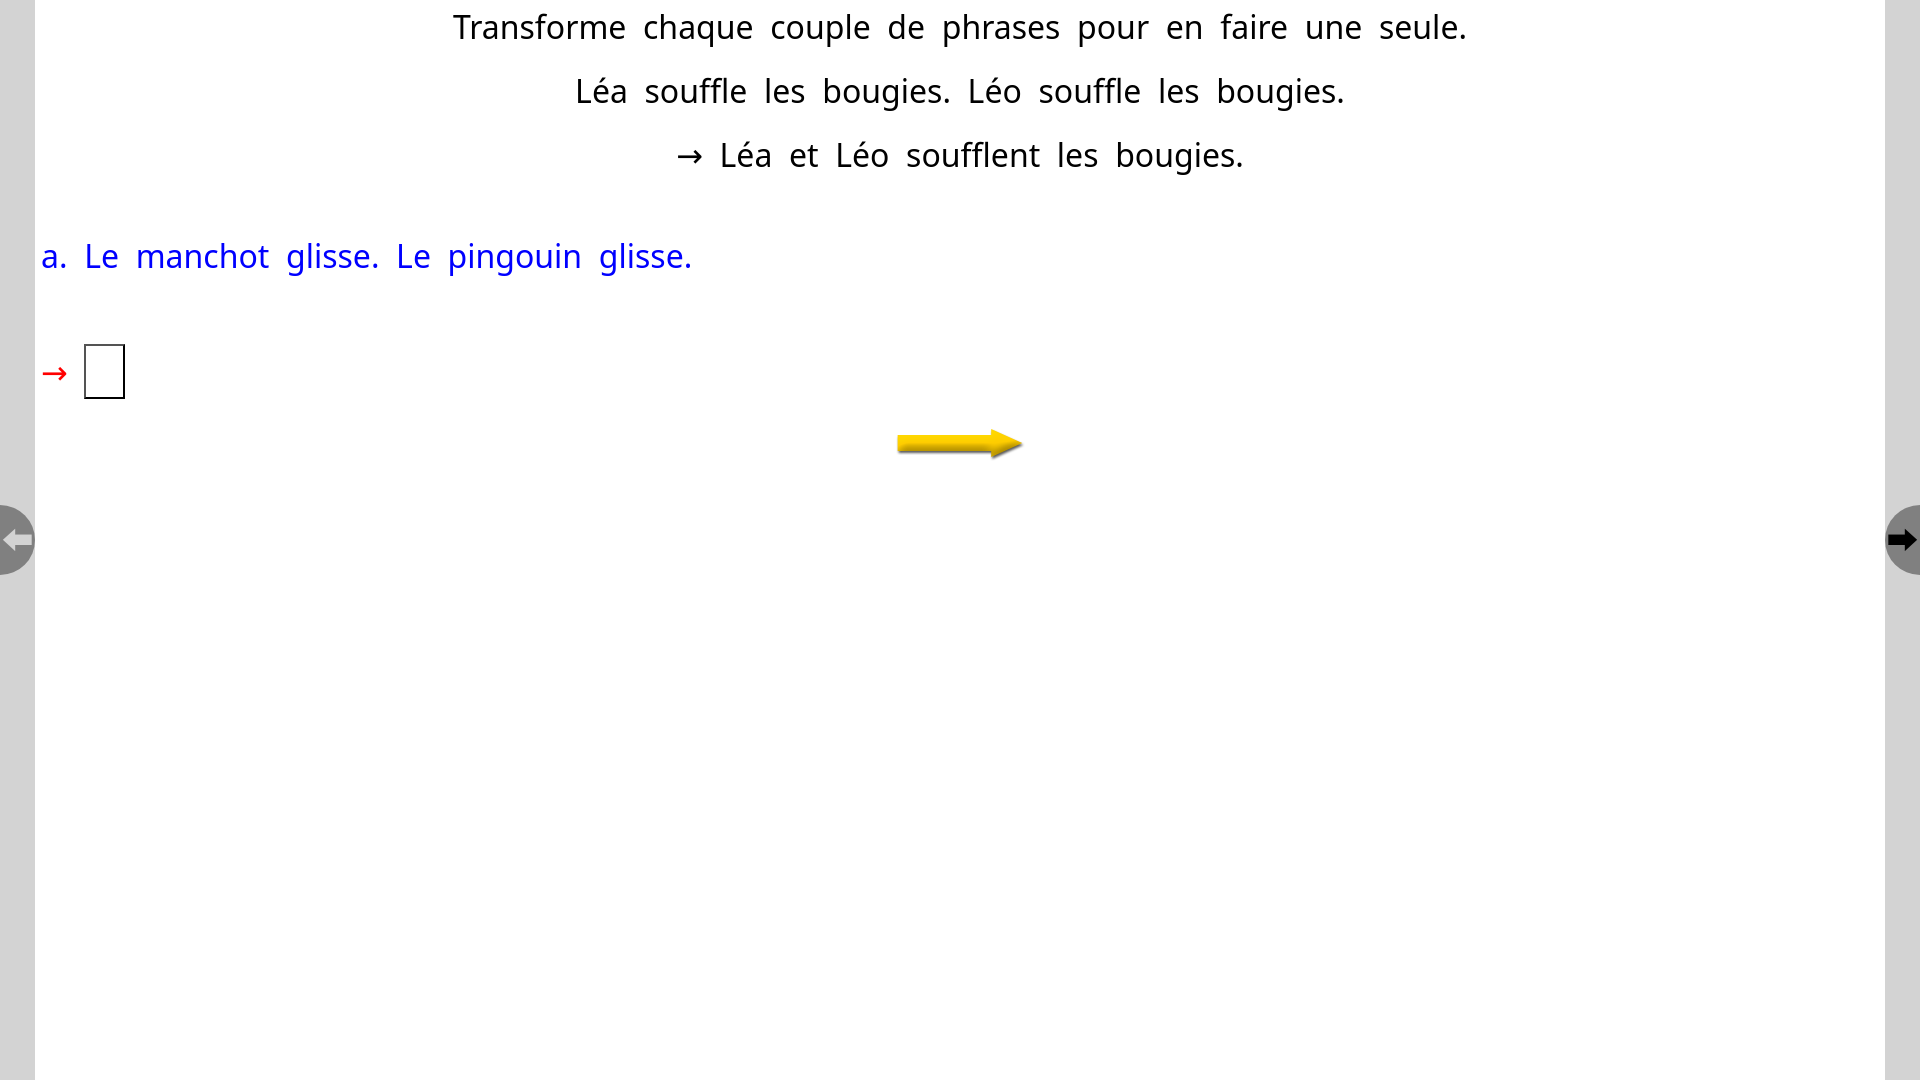 Transforme chaque couple de phrases pour en faire une seule.
Léa souffle les bougies. Léo souffle les bougies.
→ Léa et Léo soufflent les bougies.
a. Le manchot glisse. Le pingouin glisse.
→